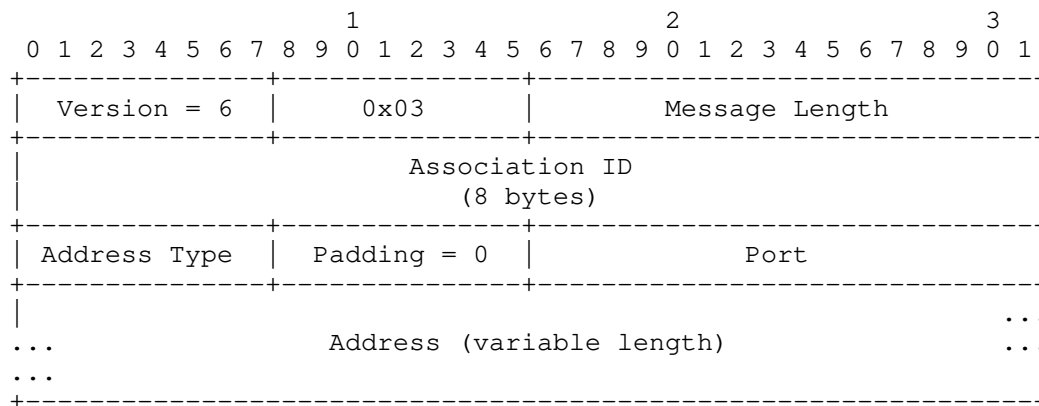 1 2 3
0 1 2 3 4 5 6 7 8 9 0 1 2 3 4 5 6 7 8 9 0 1 2 3 4 5 6 7 8 9 0 1
Version = 6 | 0x03 | Message Length
Association ID
(8 bytes)
Address Type | Padding = 0 | Port
...
... Address (variable length) ...
...